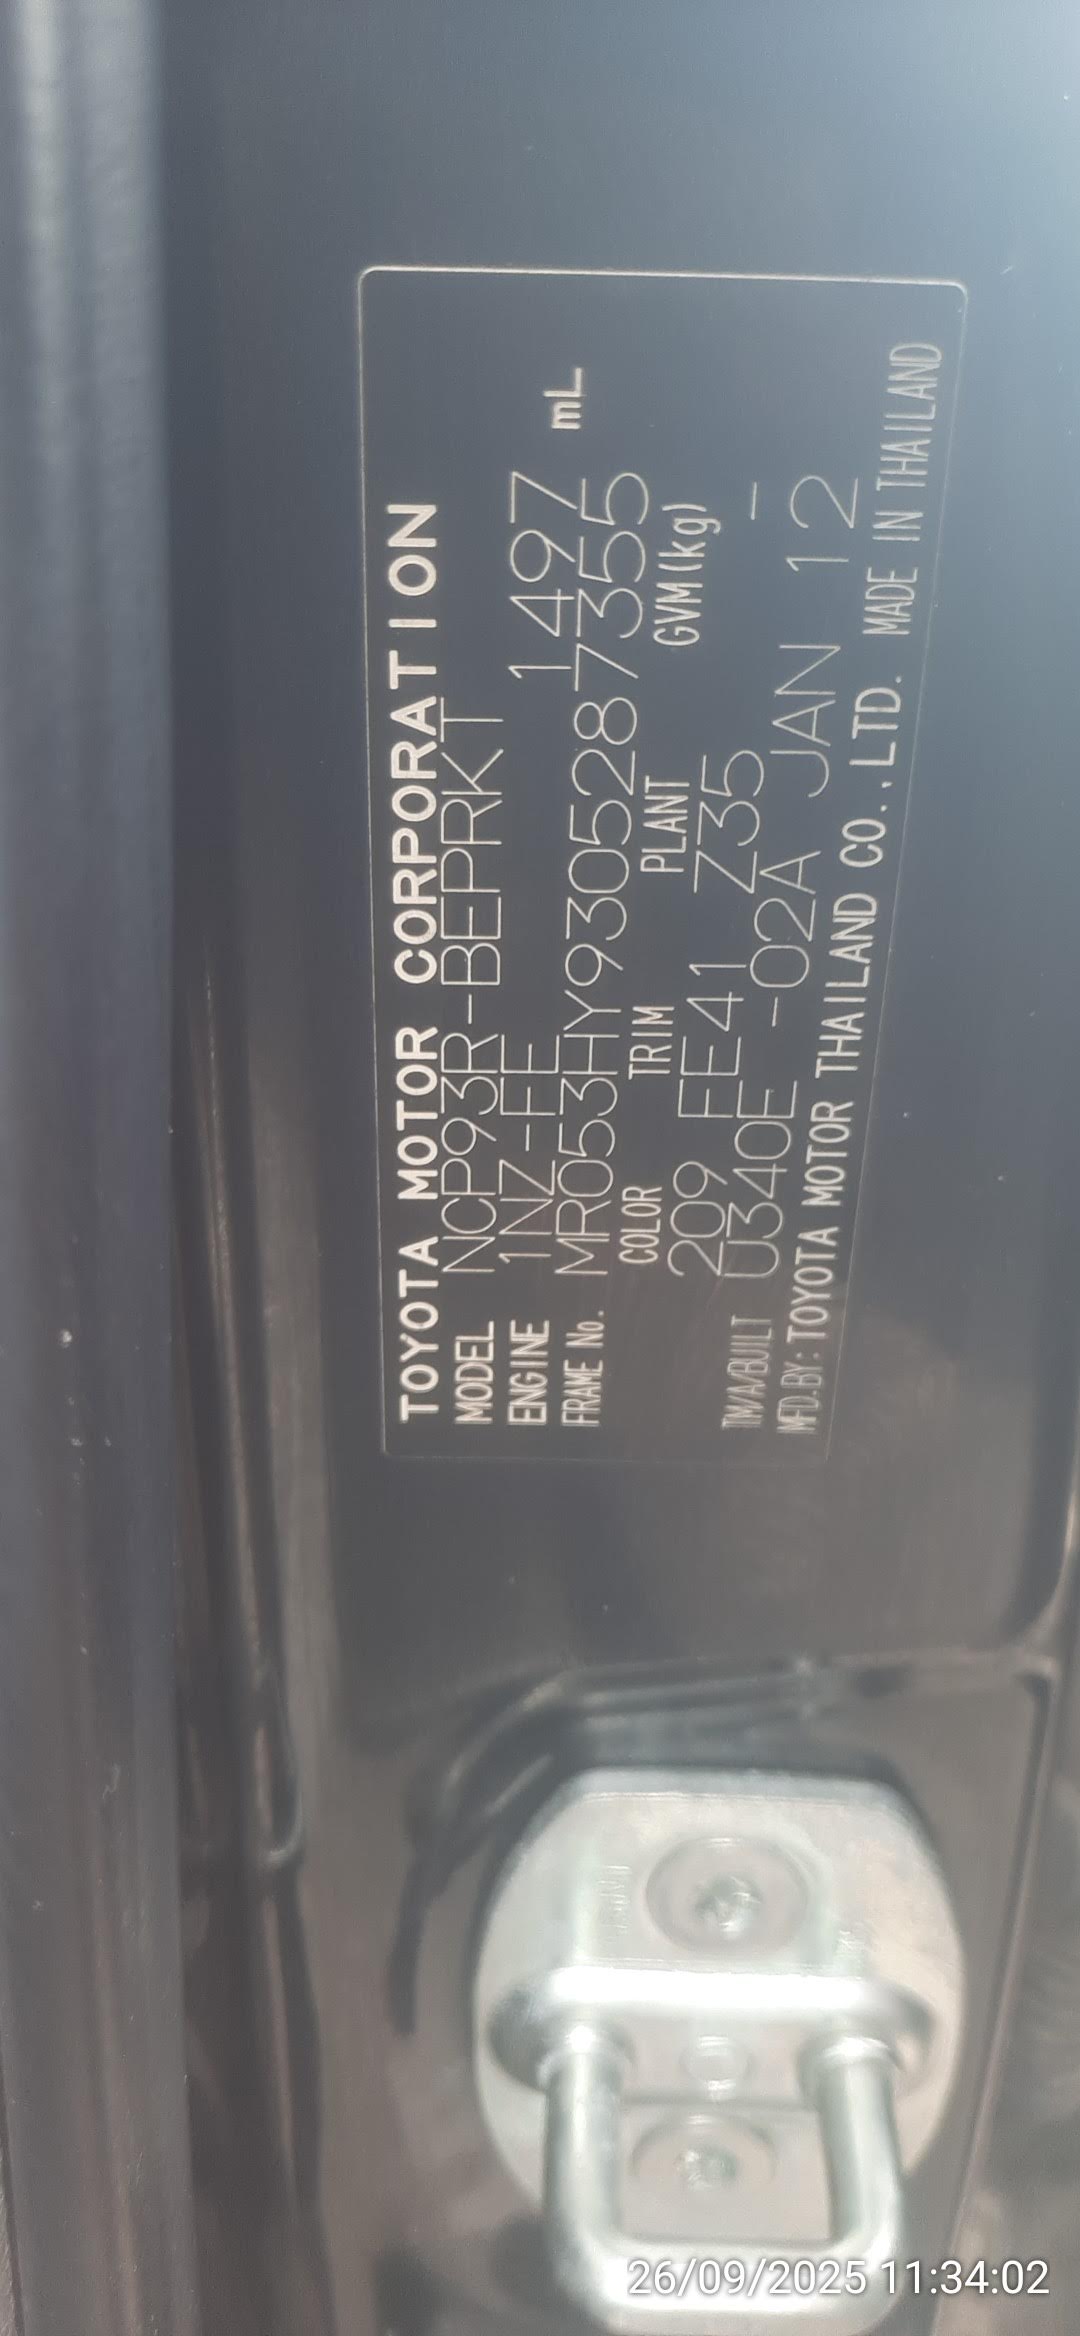 TOYOTA MOTOR CORPORATION
MODEL NCP93R-BEPRKT
ENGINE 1NZ-FE 1497 mL
FRAME No. MR053HY9305287355
COLOR TRIM PLANT GVM(kg)
209 FE41 Z35 -
TM/A/BUILT U340E -02A JAN 12
MFD.BY: TOYOTA MOTOR THAILAND CO.,LTD. MADE IN THAILAND
26/09/2025 11:34:02